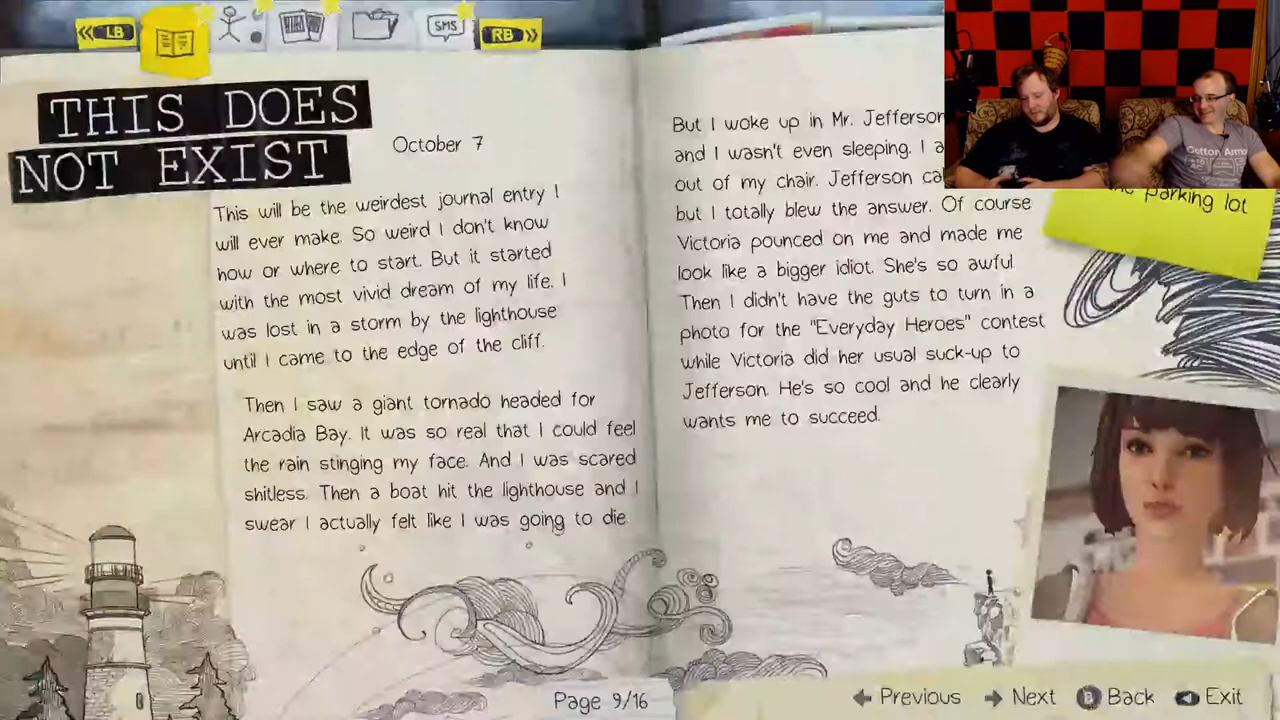 LB
SMS
RB
THIS DOES
NOT EXIST
October 7
This will be the weirdest journal entry I
will ever make. So weird I don't know
how or where to start. But it started
with the most vivid dream of my life. I
was lost in a storm by the lighthouse
until I came to the edge of the cliff.
Then I saw a giant tornado headed for
Arcadia Bay. It was so real that I could feel
the rain stinging my face. And I was scared
shitless. Then a boat hit the lighthouse and I
swear I actually felt like I was going to die.
But I woke up in Mr. Jefferson
and I wasn't even sleeping. I a
out of my chair. Jefferson ca
but I totally blew the answer. Of course
Victoria pounced on me and made me
look like a bigger idiot. She's so awful.
Then I didn't have the guts to turn in a
photo for the "Everyday Heroes" contest
while Victoria did her usual suck-up to
Jefferson. He's so cool and he clearly
wants me to succeed.
parking lot
Cotton Armo
Page 9/16
Previous
Next
B Back
Exit